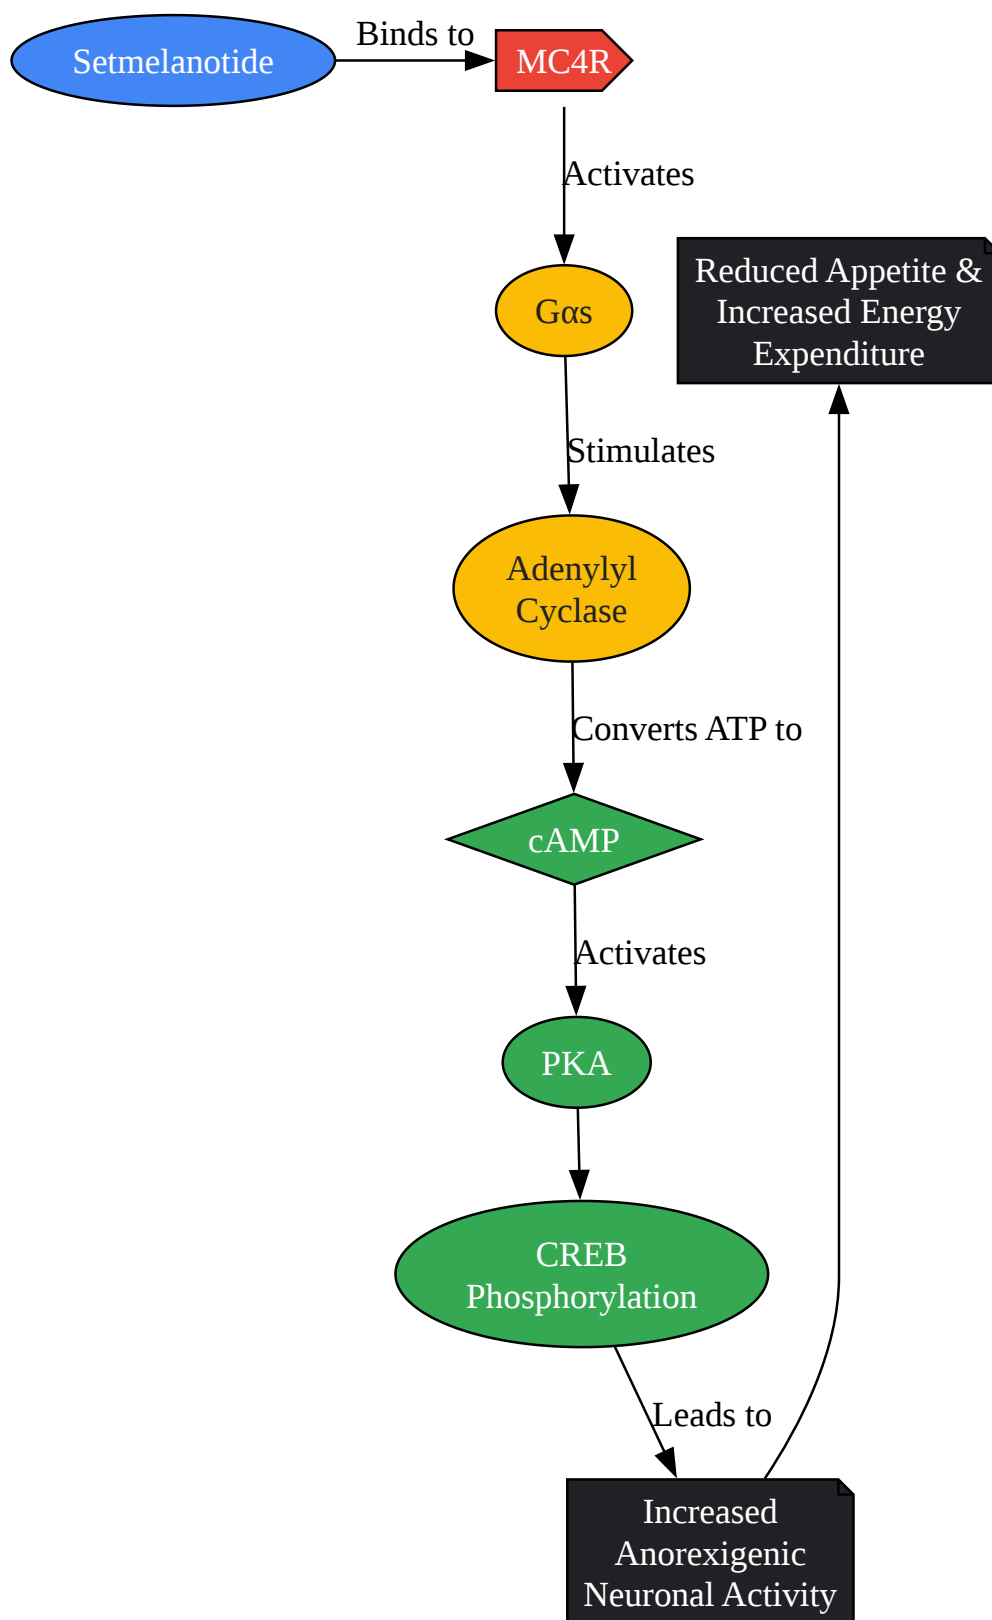 Setmelanotide
Binds to
MC4R
Activates
Gαs
Reduced Appetite &
Increased Energy
Expenditure
Stimulates
Adenylyl
Cyclase
Converts ATP to
cAMP
Activates
PKA
CREB
Phosphorylation
Leads to
Increased
Anorexigenic
Neuronal Activity